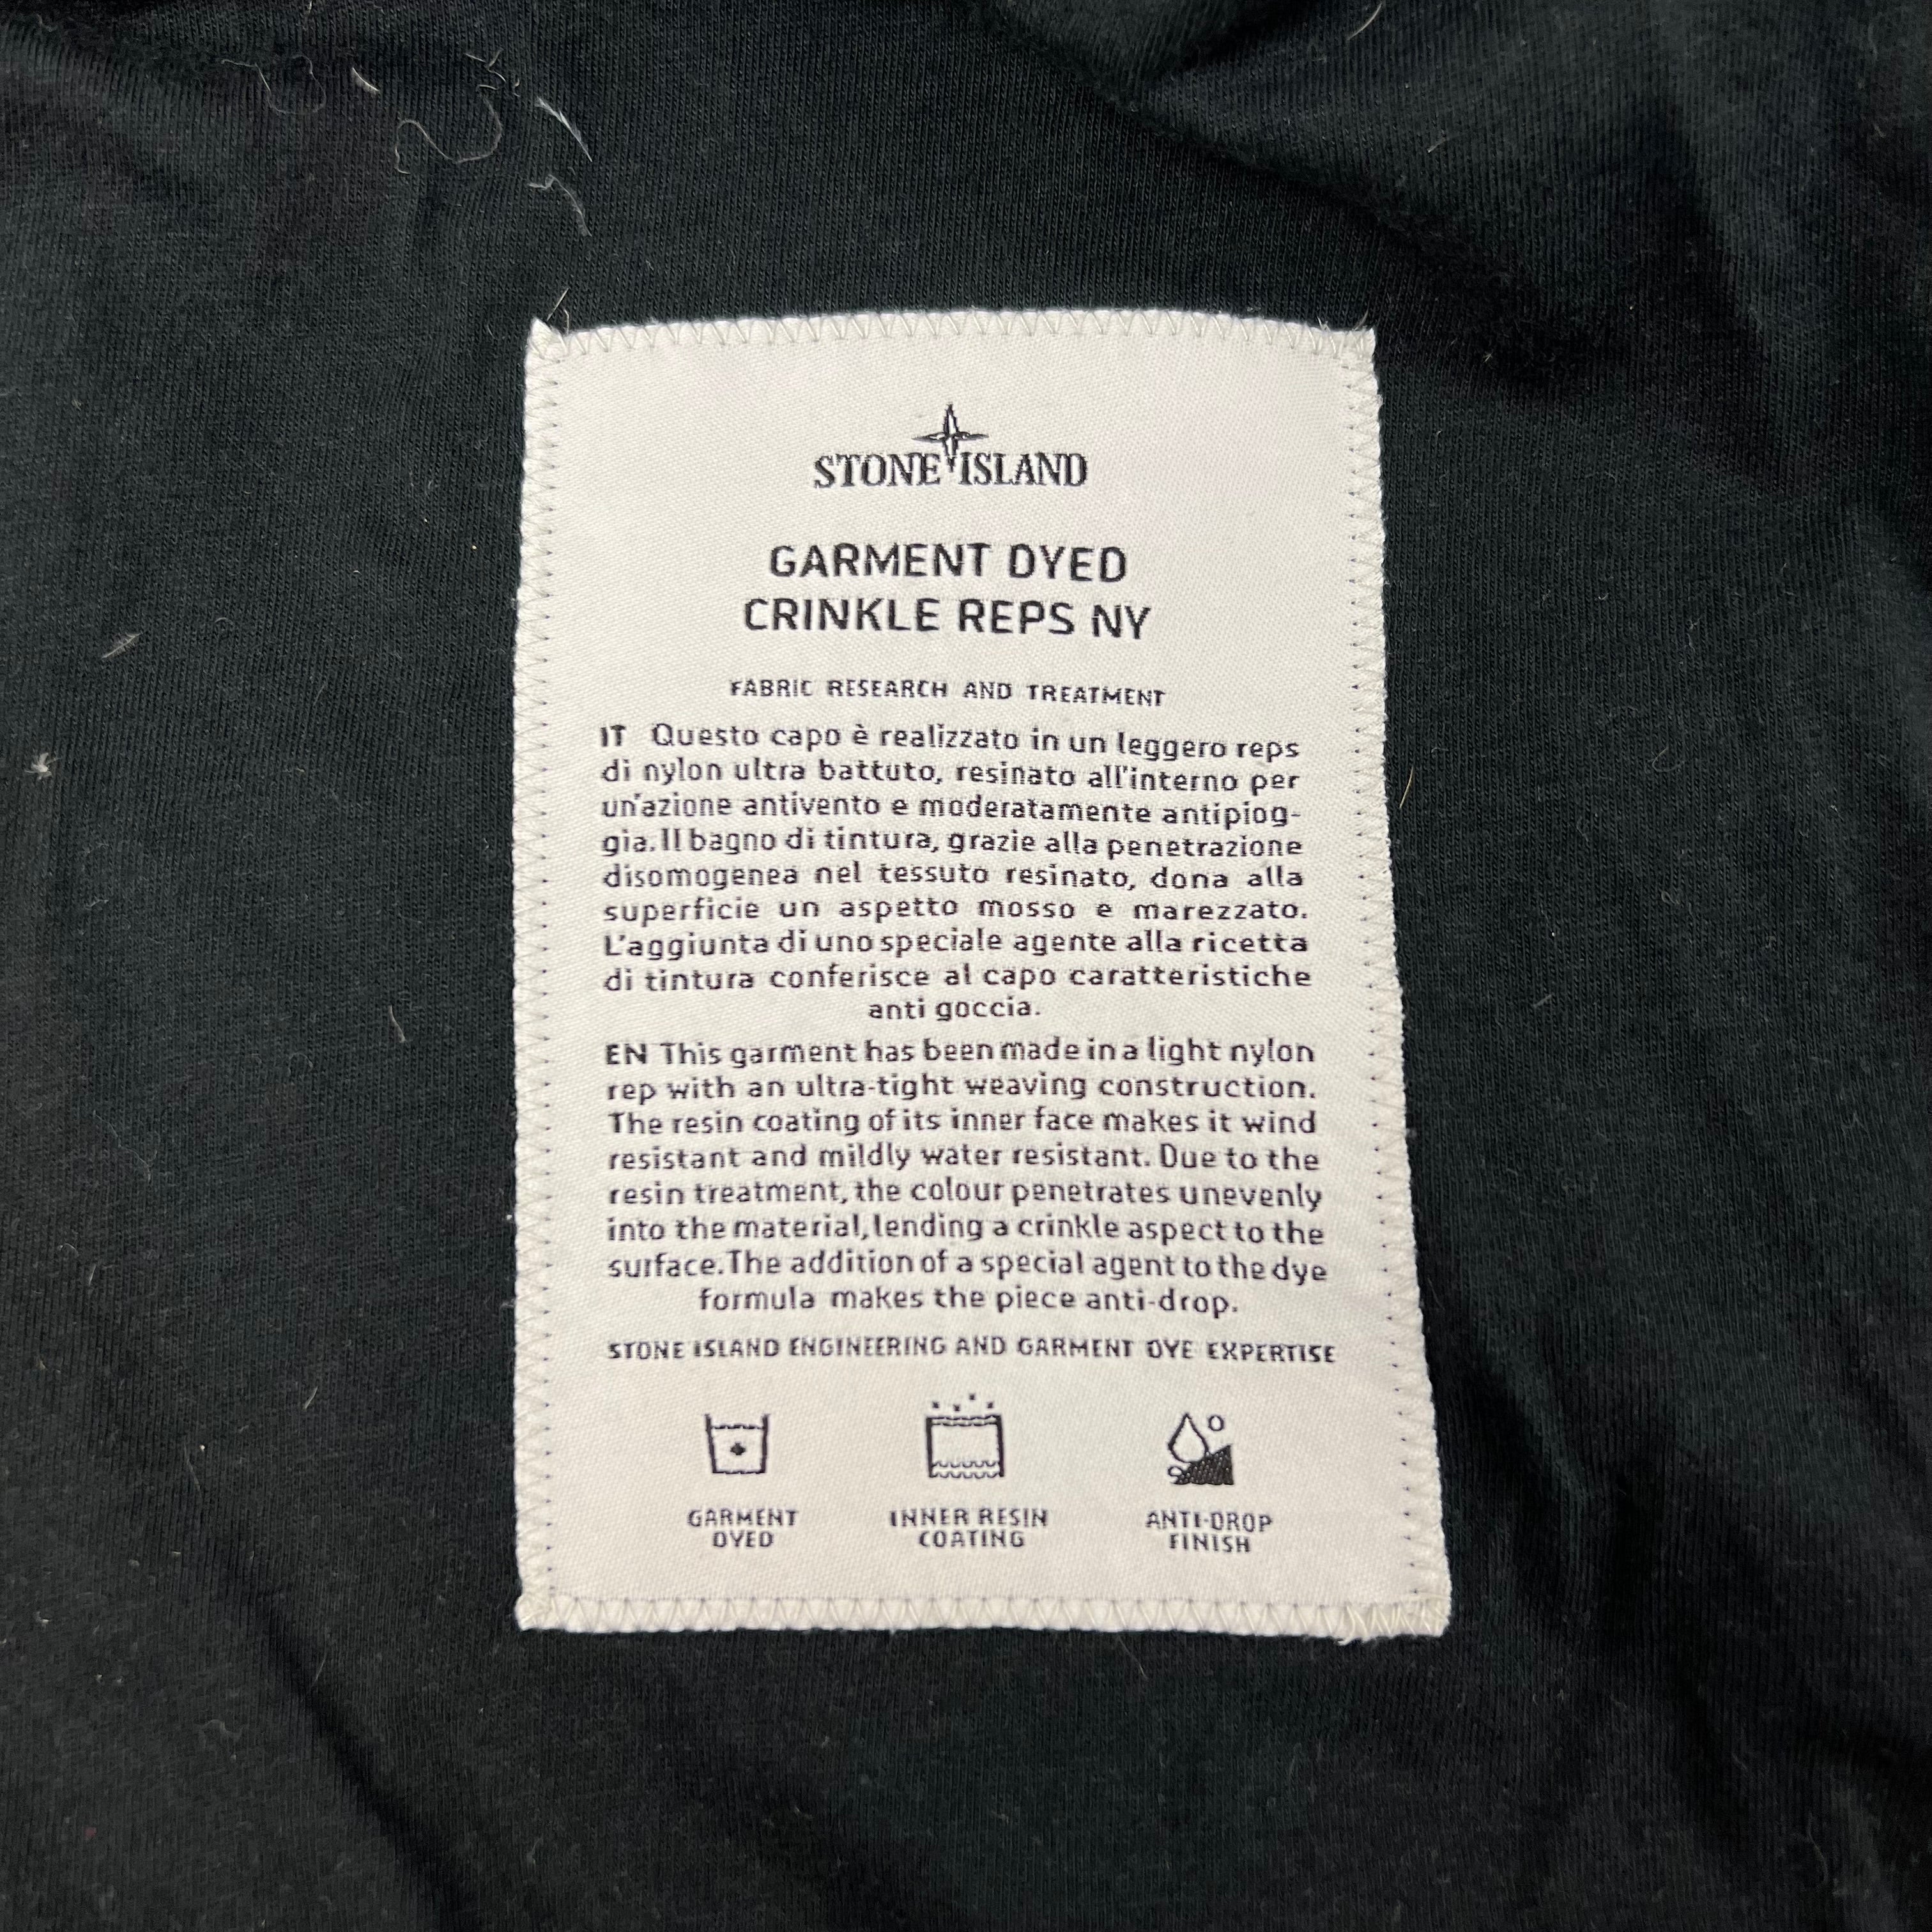 STONE ISLAND
GARMENT DYED
CRINKLE REPS NY
FABRIC RESEARCH AND TREATMENT
IT Questo capo è realizzato in un leggero reps
di nylon ultra battuto, resinato all'interno per
un'azione antivento e moderatamente antipiog-
gia. Il bagno di tintura, grazie alla penetrazione
disomogenea nel tessuto resinato, dona alla
superficie un aspetto mosso e marezzato.
L'aggiunta di uno speciale agente alla ricetta
di tintura conferisce al capo caratteristiche
anti goccia.
EN This garment has been made in a light nylon
rep with an ultra-tight weaving construction.
The resin coating of its inner face makes it wind
resistant and mildly water resistant. Due to the
resin treatment, the colour penetrates unevenly
into the material, lending a crinkle aspect to the
surface. The addition of a special agent to the dye
formula makes the piece anti-drop.
STONE ISLAND ENGINEERING AND GARMENT DYE EXPERTISE
GARMENT
DYED
INNER RESIN
COATING
ANTI-DROP
FINISH